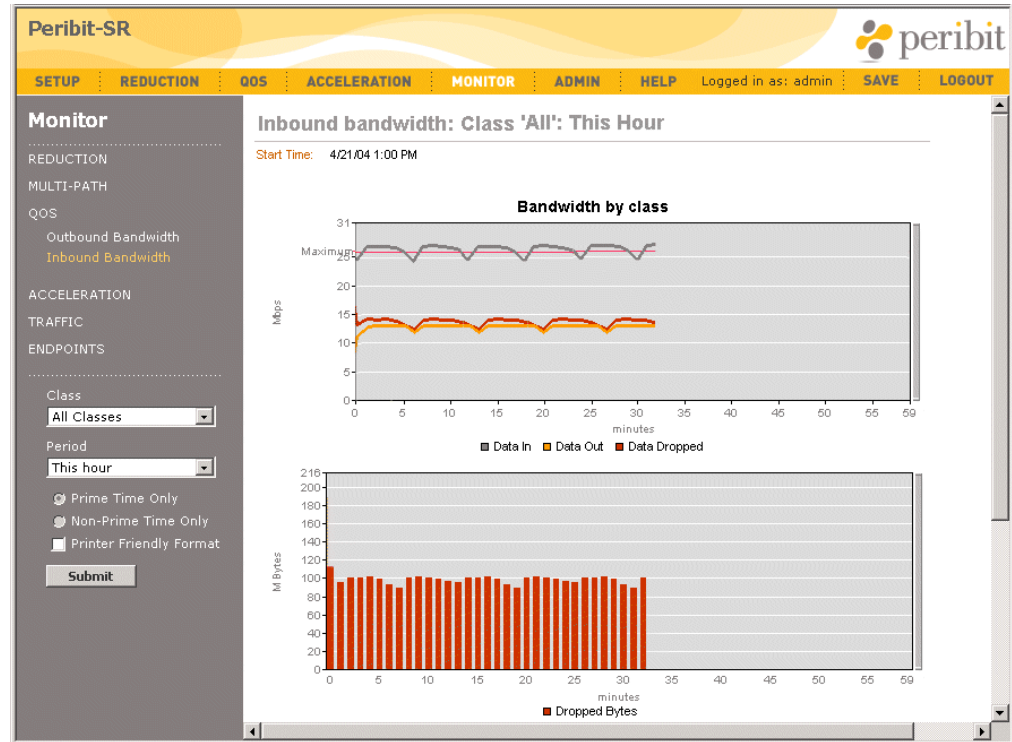 Peribit-SR
peribit
SETUP REDUCTION QOS ACCELERATION MONITOR ADMIN HELP Logged in as: admin SAVE LOGOUT
Monitor
REDUCTION
MULTI-PATH
QOS
Outbound Bandwidth
Inbound Bandwidth
ACCELERATION
TRAFFIC
ENDPOINTS
Class
All Classes
Period
This hour
Prime Time Only
Non-Prime Time Only
Printer Friendly Format
Submit
Inbound bandwidth: Class 'All': This Hour
Start Time: 4/21/04 1:00 PM
Bandwidth by class
31
Maximum
25
20
15
10
5
0
Mbps
0 5 10 15 20 25 30 35 40 45 50 55 59
minutes
Data In Data Out Data Dropped
216
200
180
160
140
120
100
80
60
40
20
0
M Bytes
0 5 10 15 20 25 30 35 40 45 50 55 59
minutes
Dropped Bytes